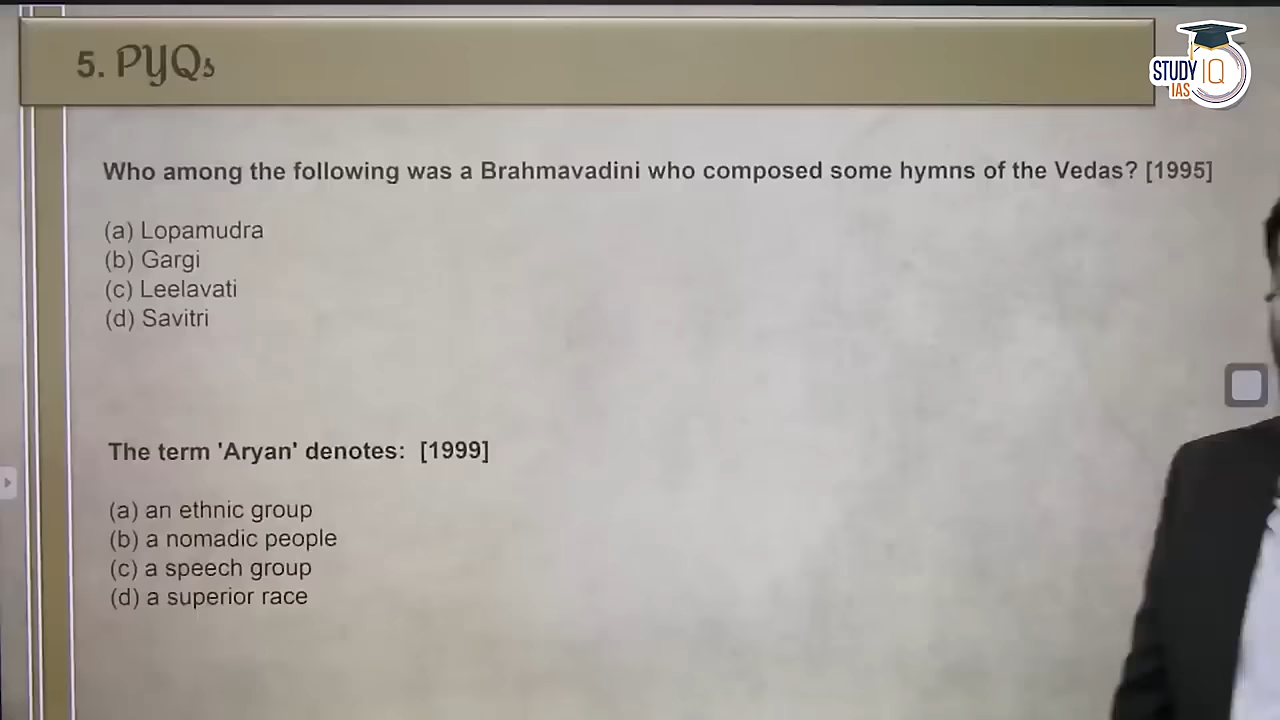 5. PYQs
STUDY IQ
IAS
Who among the following was a Brahmavadini who composed some hymns of the Vedas? [1995]
(a) Lopamudra
(b) Gargi
(c) Leelavati
(d) Savitri
The term 'Aryan' denotes: [1999]
(a) an ethnic group
(b) a nomadic people
(c) a speech group
(d) a superior race